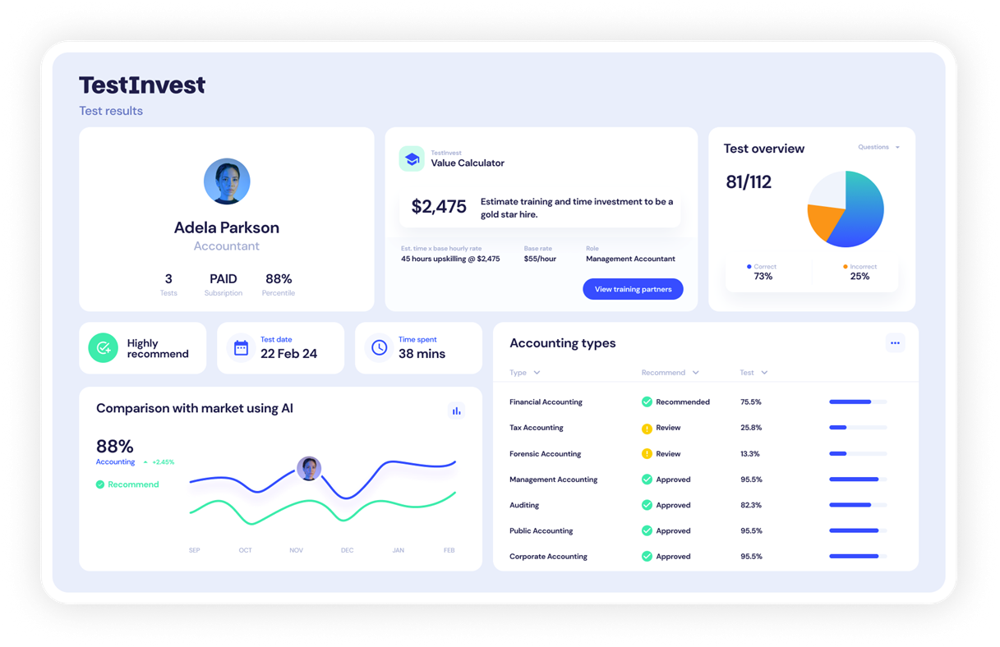 TestInvest
Test results
Adela Parkson
Accountant
3 PAID 88%
Tests Subsription Percentile
TestInvest
Value Calculator
$2,475
Estimate training and time investment to be a
gold star hire.
Est. time x base hourly rate Base rate Role
45 hours upskilling @ $2,475 $55/hour Management Accountant
View training partners
Test overview Questions
81/112
Correct Incorrect
73% 25%
Highly
recommend
Test date
22 Feb 24
Time spent
38 mins
Comparison with market using AI
88%
Accounting +2.45%
Recommend
SEP OCT NOV DEC JAN FEB
Accounting types
Type Recommend Test
Financial Accounting Recommended 75.5%
Tax Accounting Review 25.8%
Forensic Accounting Review 13.3%
Management Accounting Approved 95.5%
Auditing Approved 82.3%
Public Accounting Approved 95.5%
Corporate Accounting Approved 95.5%